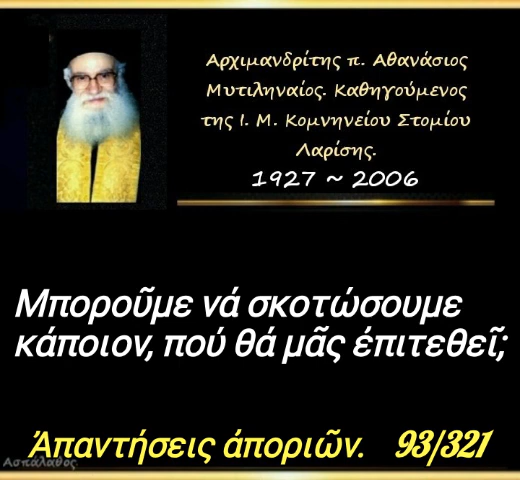 Αρχιμανδρίτης π. Αθανάσιος
Μυτιληναίος. Καθηγούμενος
της Ι. Μ. Κομνηνείου Στομίου
Λαρίσης.
1927 ~ 2006
Μποροῦμε νά σκοτώσουμε
κάποιον, πού θά μᾶς ἐπιτεθεῖ;
Ἀπαντήσεις ἀποριῶν. 93/321
Ασπάλαθος